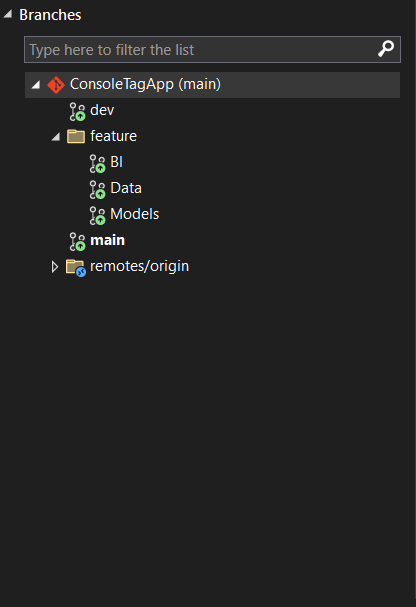 Branches
Type here to filter the list
ConsoleTagApp (main)
dev
feature
BI
Data
Models
main
remotes/origin